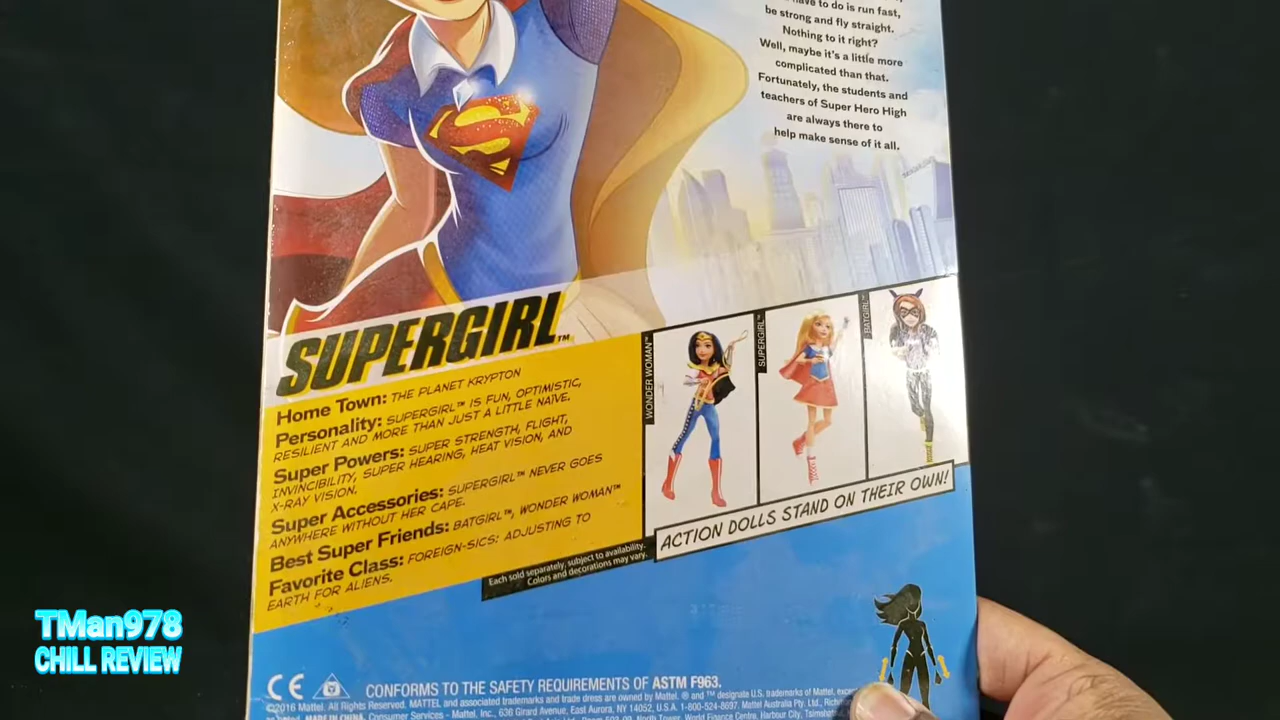 have to do is run fast,
be strong and fly straight.
Nothing to it right?
Well, maybe it's a little more
complicated than that.
Fortunately, the students and
teachers of Super Hero High
are always there to
help make sense of it all.
SUPERGIRL™
Home Town: THE PLANET KRYPTON
Personality: SUPERGIRL™ IS FUN, OPTIMISTIC,
RESILIENT AND MORE THAN JUST A LITTLE NAÏVE.
Super Powers: SUPER STRENGTH, FLIGHT,
INVINCIBILITY, SUPER HEARING, HEAT VISION, AND
X-RAY VISION.
Super Accessories: SUPERGIRL™ NEVER GOES
ANYWHERE WITHOUT HER CAPE.
Best Super Friends: BATGIRL™, WONDER WOMAN™
Favorite Class: FOREIGN-SICS: ADJUSTING TO
EARTH FOR ALIENS.
WONDER WOMAN™
SUPERGIRL™
BATGIRL™
ACTION DOLLS STAND ON THEIR OWN!
Each sold separately, subject to availability.
Colors and decorations may vary.
TMan978
CHILL REVIEW
CE CONFORMS TO THE SAFETY REQUIREMENTS OF ASTM F963.
©2016 Mattel. All Rights Reserved. MATTEL and associated trademarks and trade dress are owned by Mattel. ® and ™ designate U.S. trademarks of Mattel,
MADE IN CHINA. Consumer Services - Mattel, Inc., 636 Girard Avenue, East Aurora, NY 14052, U.S.A. 1-800-524-8697. Mattel Australia Pty. Ltd.,
North Tower, World Finance Centre, Harbour City,